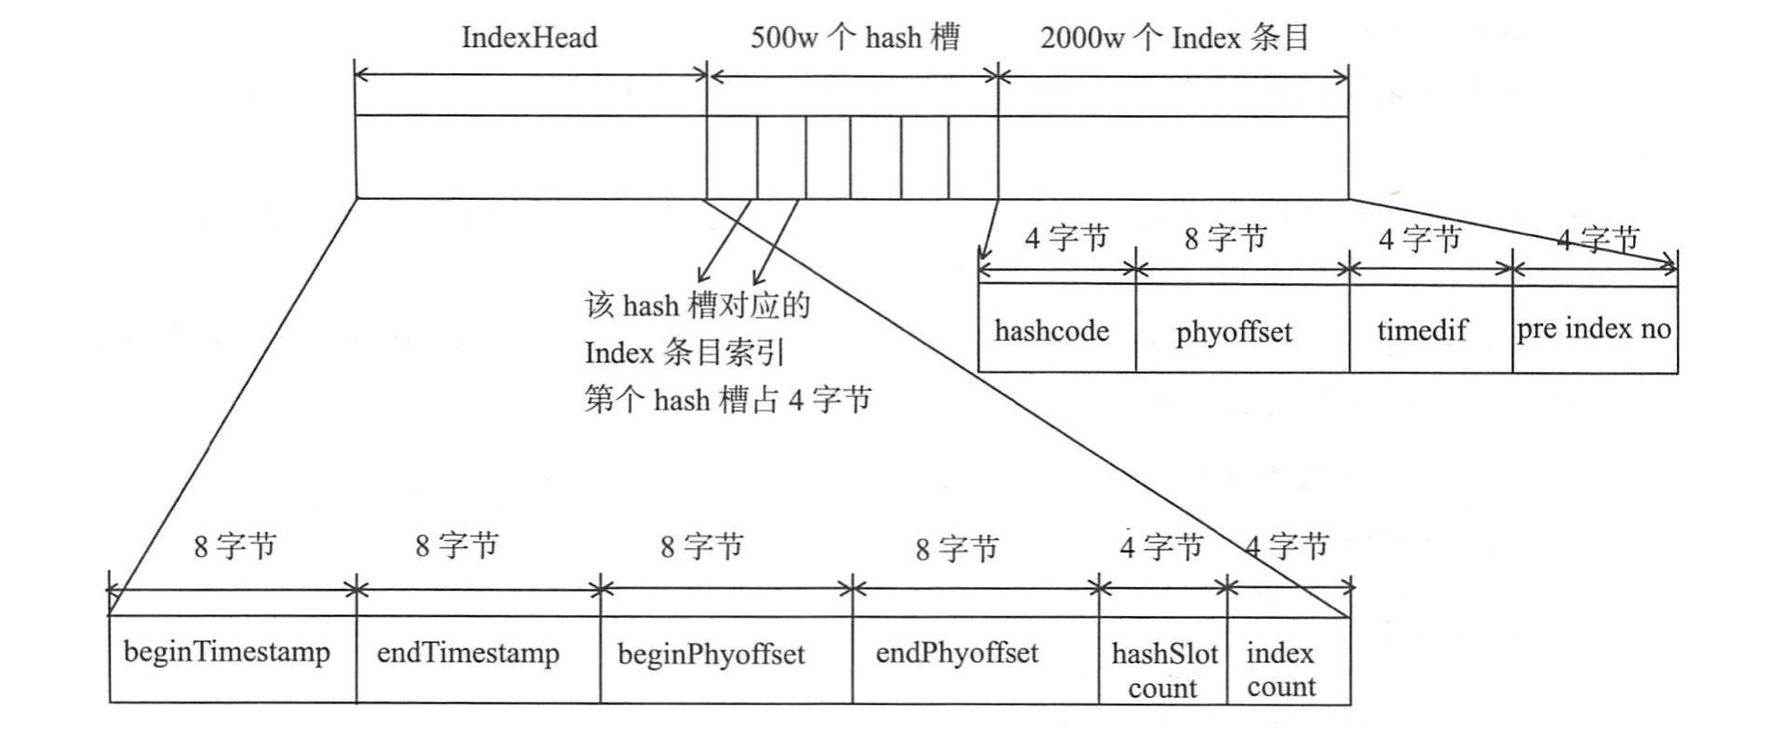 IndexHead
500w 个 hash 槽
2000w 个 Index 条目
4 字节
8 字节
4 字节
4 字节
hashcode
phyoffset
timedif
pre index no
该 hash 槽对应的
Index 条目索引
第个 hash 槽占 4 字节
8 字节
8 字节
8 字节
8 字节
4 字节
4 字节
beginTimestamp
endTimestamp
beginPhyoffset
endPhyoffset
hashSlot
count
index
count